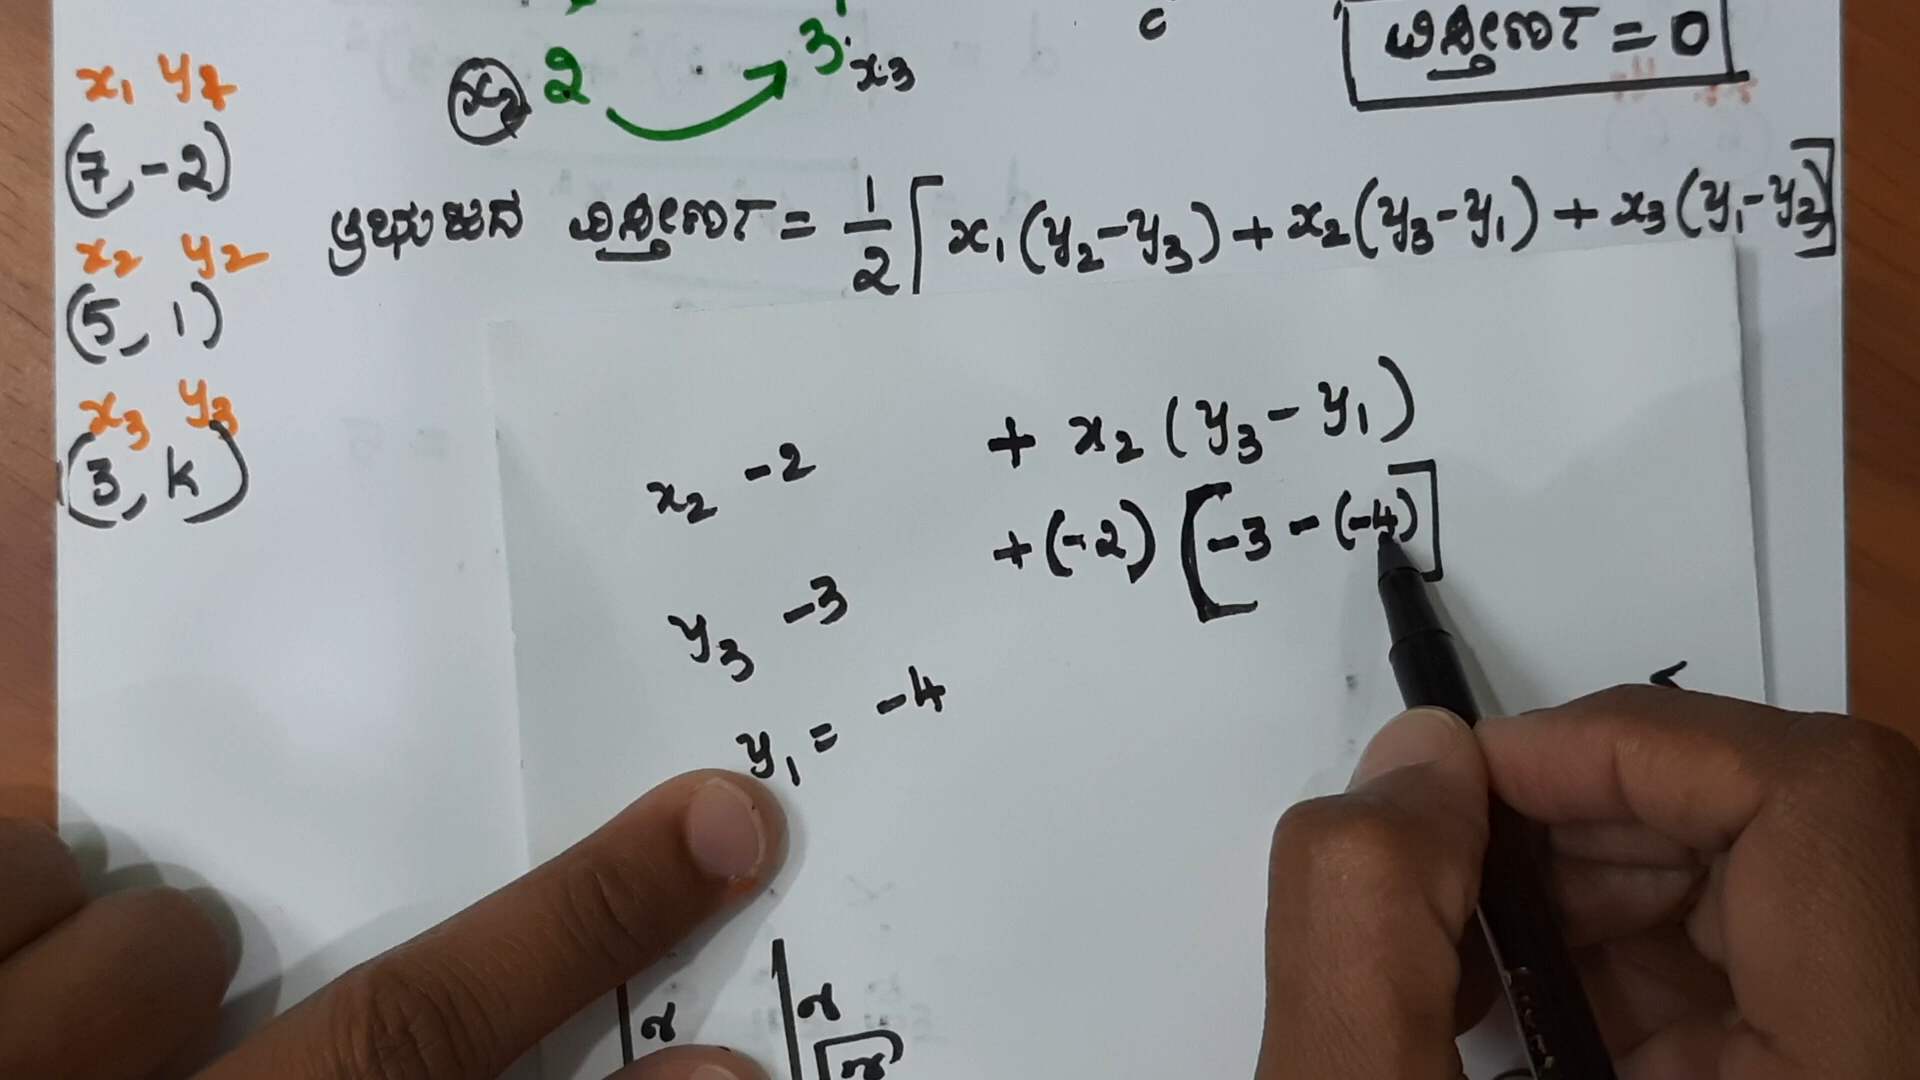 x₁ y₁
(7, -2)
x₂ y₂
(5, 1)
x₃ y₃
(3, k)
x₂ 2 3 x₃
ವಿಸ್ತೀರ್ಣ = 0
ತ್ರಿಭುಜದ ವಿಸ್ತೀರ್ಣ = 1/2 [x₁(y₂-y₃) + x₂(y₃-y₁) + x₃(y₁-y₂)]
x₂ -2
y₃ -3
y₁ = -4
+ x₂ (y₃ - y₁)
+ (-2) [-3 - (-4)]